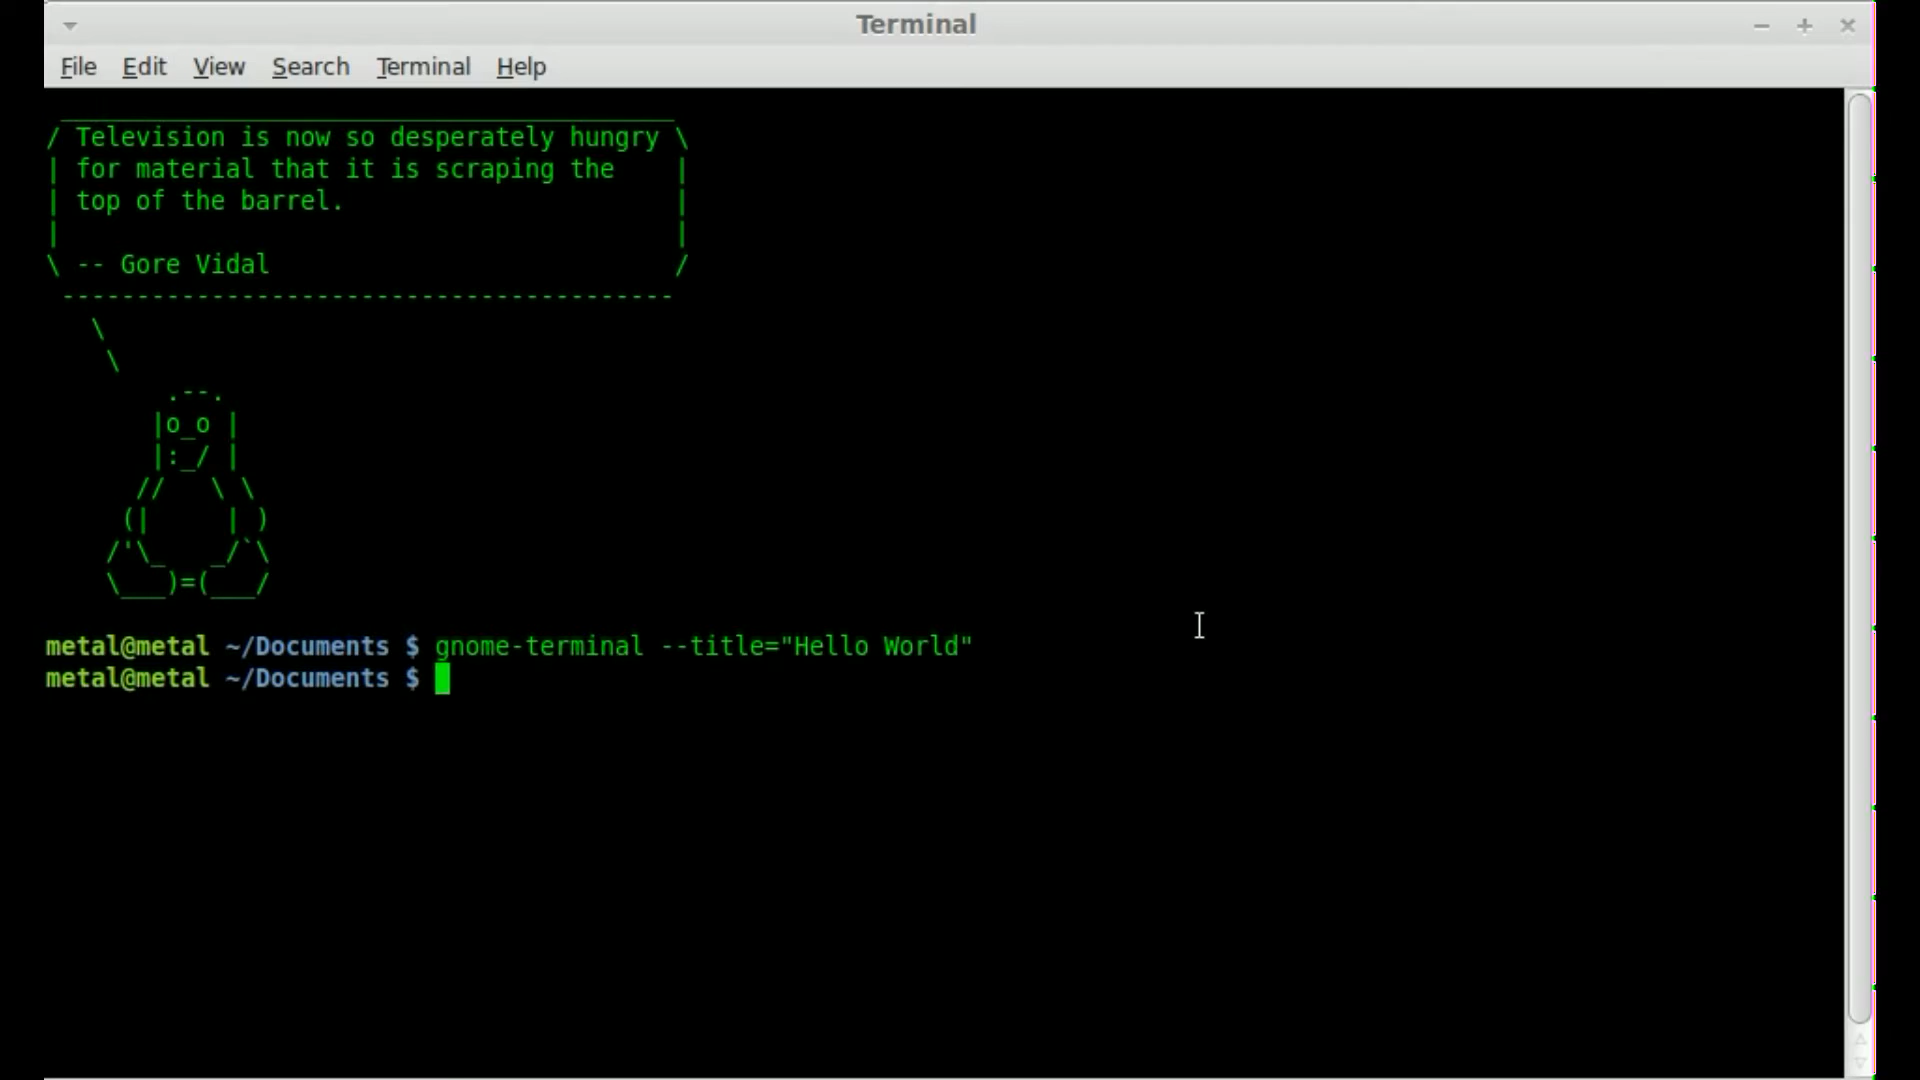 Terminal
File Edit View Search Terminal Help
 _________________________________________
/ Television is now so desperately hungry \
| for material that it is scraping the    |
| top of the barrel.                      |
|                                         |
\ -- Gore Vidal                           /
 -----------------------------------------
   \
    \
        .--.
       |o_o |
       |:_/ |
      //   \ \
     (|     | )
    /'\_   _/`\
    \___)=(___/
metal@metal ~/Documents $ gnome-terminal --title="Hello World"
metal@metal ~/Documents $